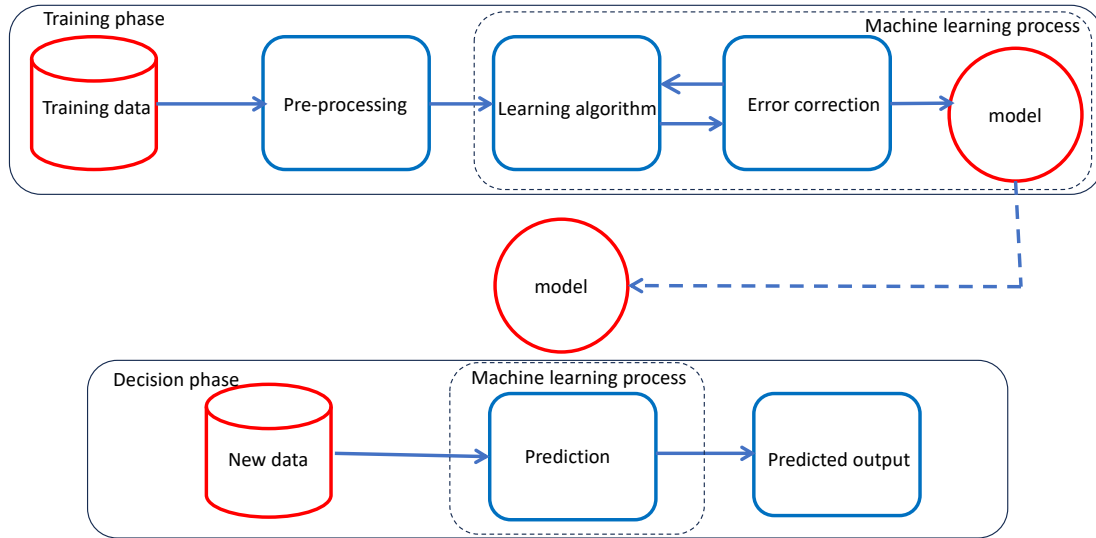 Training phase
Machine learning process
Training data
Pre-processing
Learning algorithm
Error correction
model
model
Decision phase
Machine learning process
New data
Prediction
Predicted output